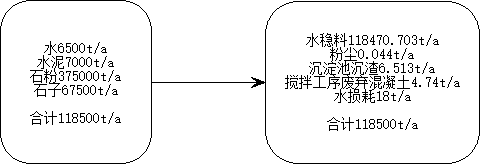 水6500t/a
水泥7000t/a
石粉375000t/a
石子67500t/a
合计118500t/a
水稳料118470.703t/a
粉尘0.044t/a
沉淀池沉渣6.513t/a
搅拌工序废弃混凝土4.74t/a
水损耗18t/a
合计118500t/a